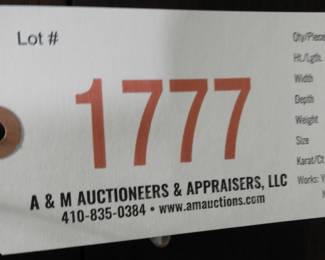 Lot #
1777
A & M AUCTIONEERS & APPRAISERS, LLC
410-835-0384 • www.amauctions.com
Qty/Piece
Ht./Lgth.
Width
Depth
Weight
Size
Karat/Ct
Works: Y